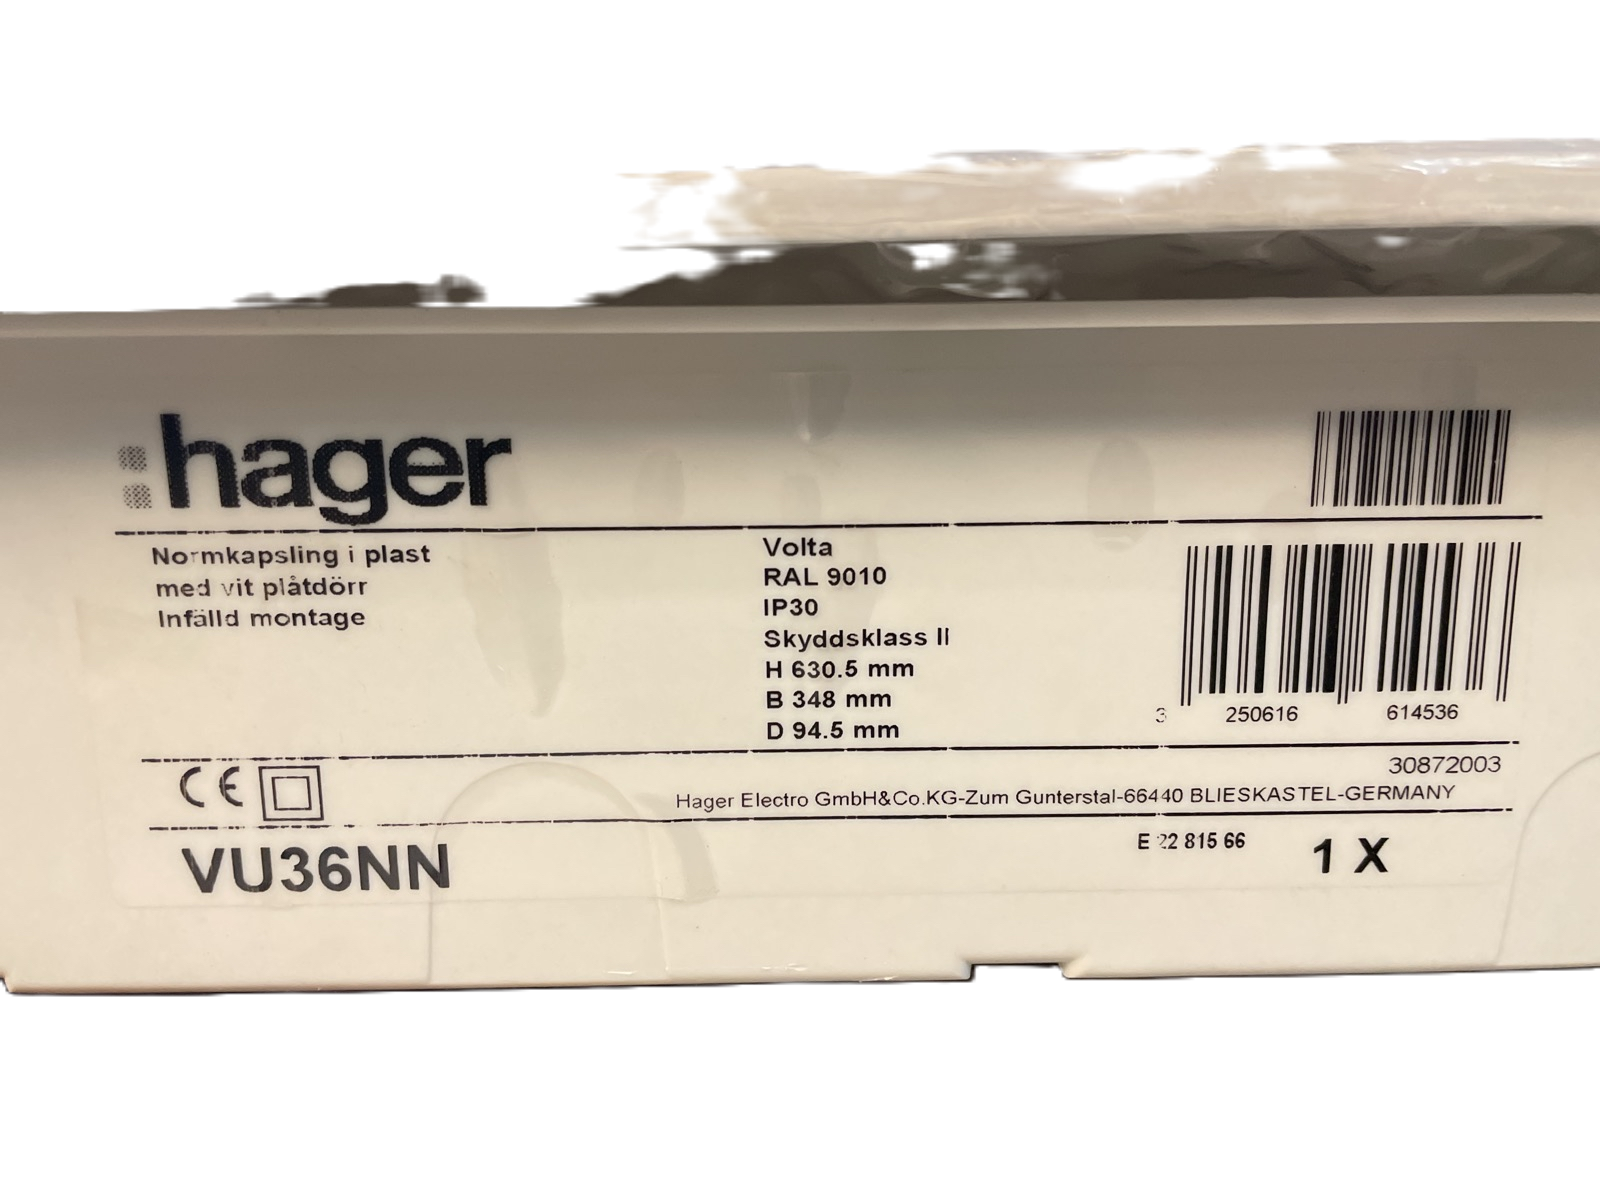 hager
Normkapsling i plast
med vit plåtdörr
Infälld montage
Volta
RAL 9010
IP30
Skyddsklass II
H 630.5 mm
B 348 mm
D 94.5 mm
3 250616 614536
30872003
CE
Hager Electro GmbH&Co.KG-Zum Gunterstal-66440 BLIESKASTEL-GERMANY
VU36NN
E 22 815 66
1 X